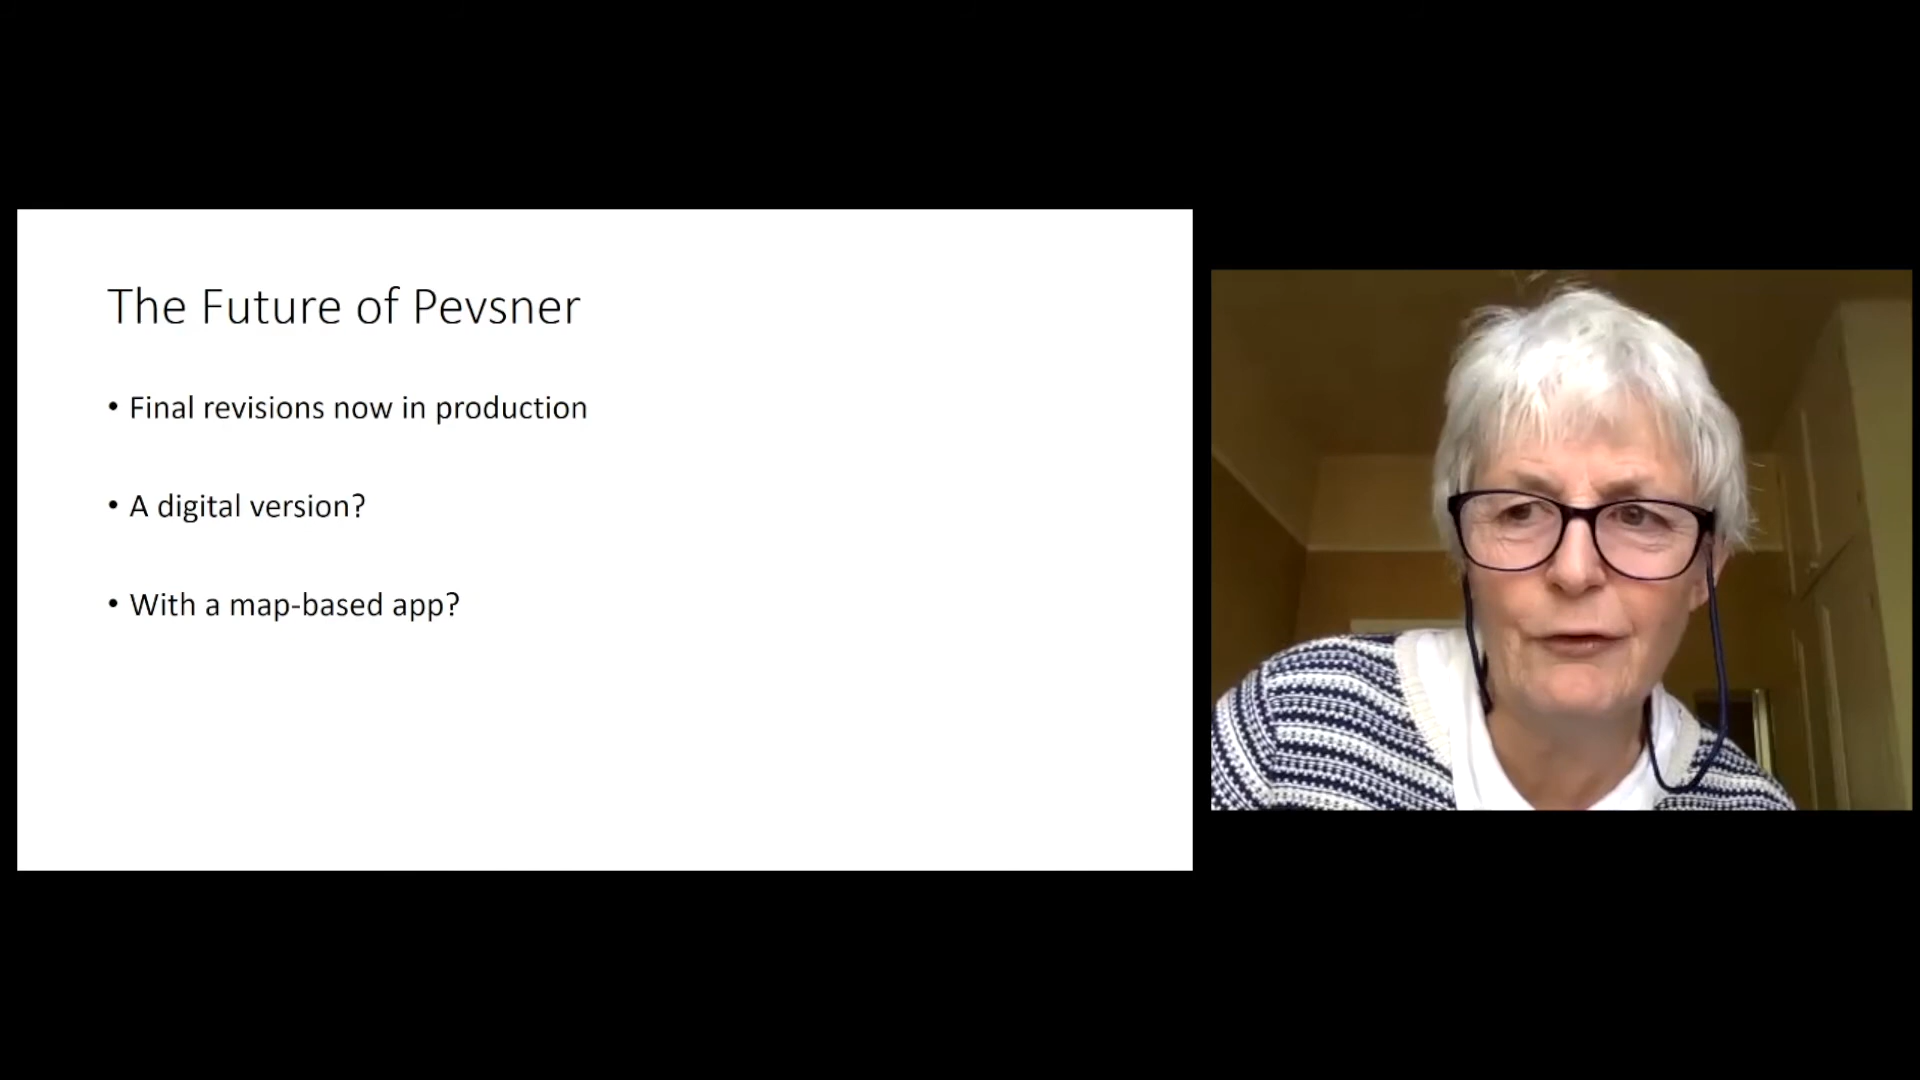 The Future of Pevsner
• Final revisions now in production
• A digital version?
• With a map-based app?